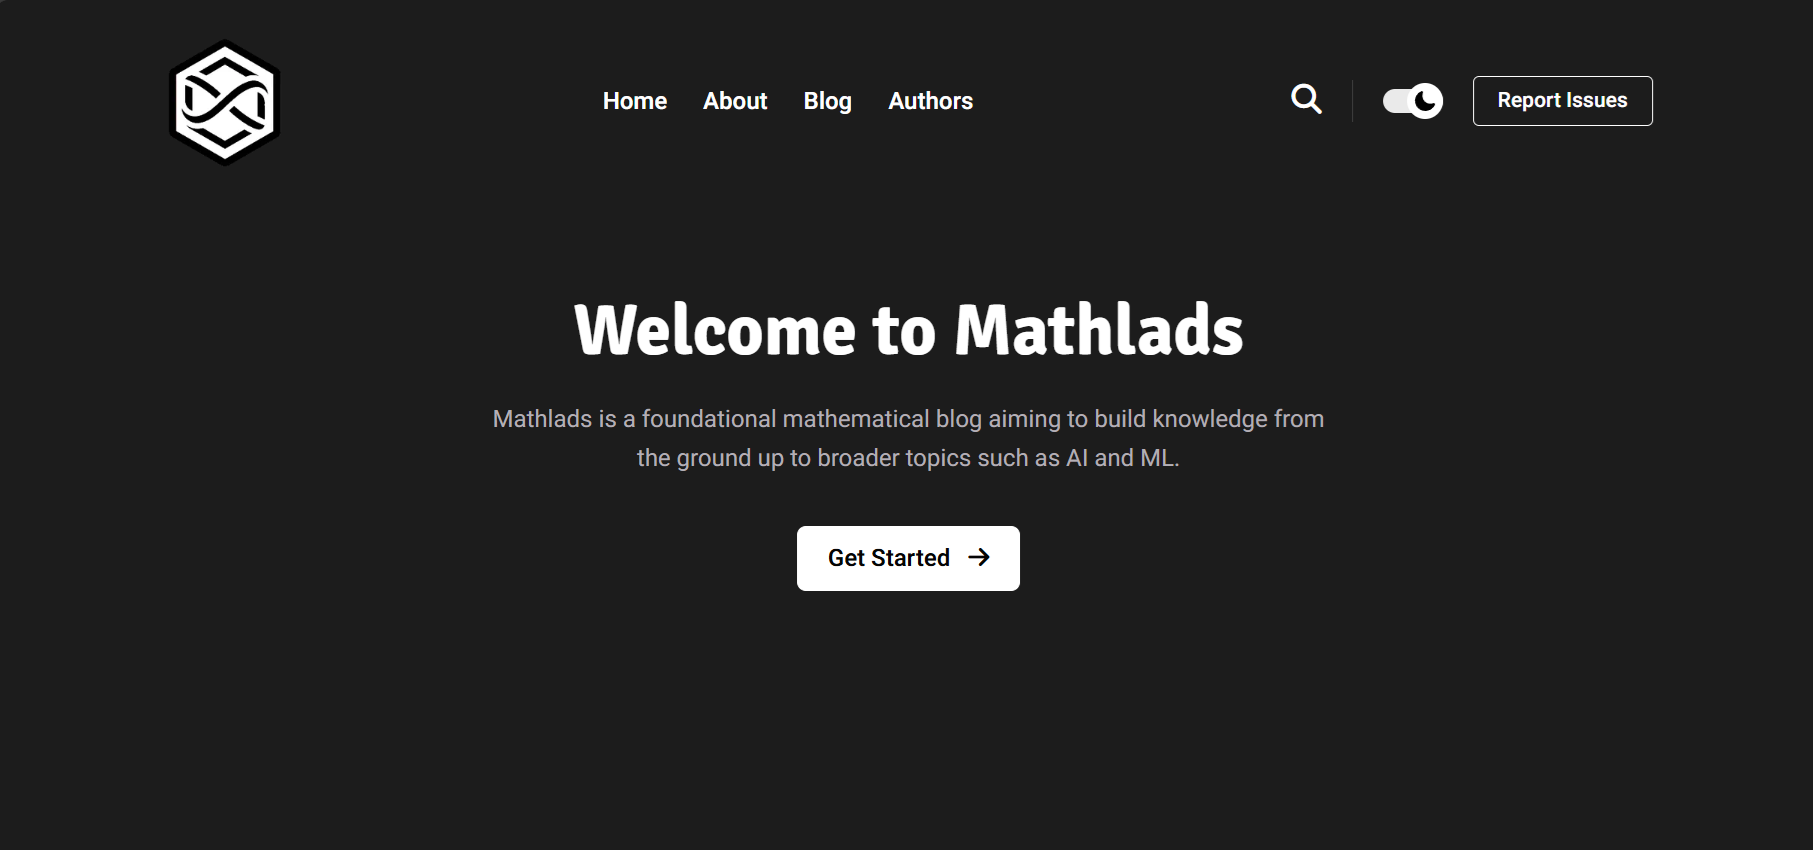 Home About Blog Authors Report Issues
Welcome to Mathlads
Mathlads is a foundational mathematical blog aiming to build knowledge from
the ground up to broader topics such as AI and ML.
Get Started